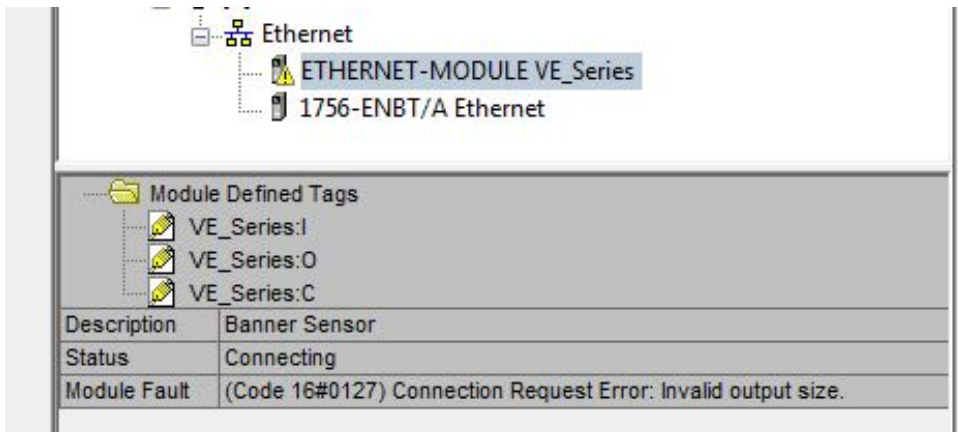 Ethernet
ETHERNET-MODULE VE_Series
1756-ENBT/A Ethernet
Module Defined Tags
VE_Series:I
VE_Series:O
VE_Series:C
Description Banner Sensor
Status Connecting
Module Fault (Code 16#0127) Connection Request Error: Invalid output size.